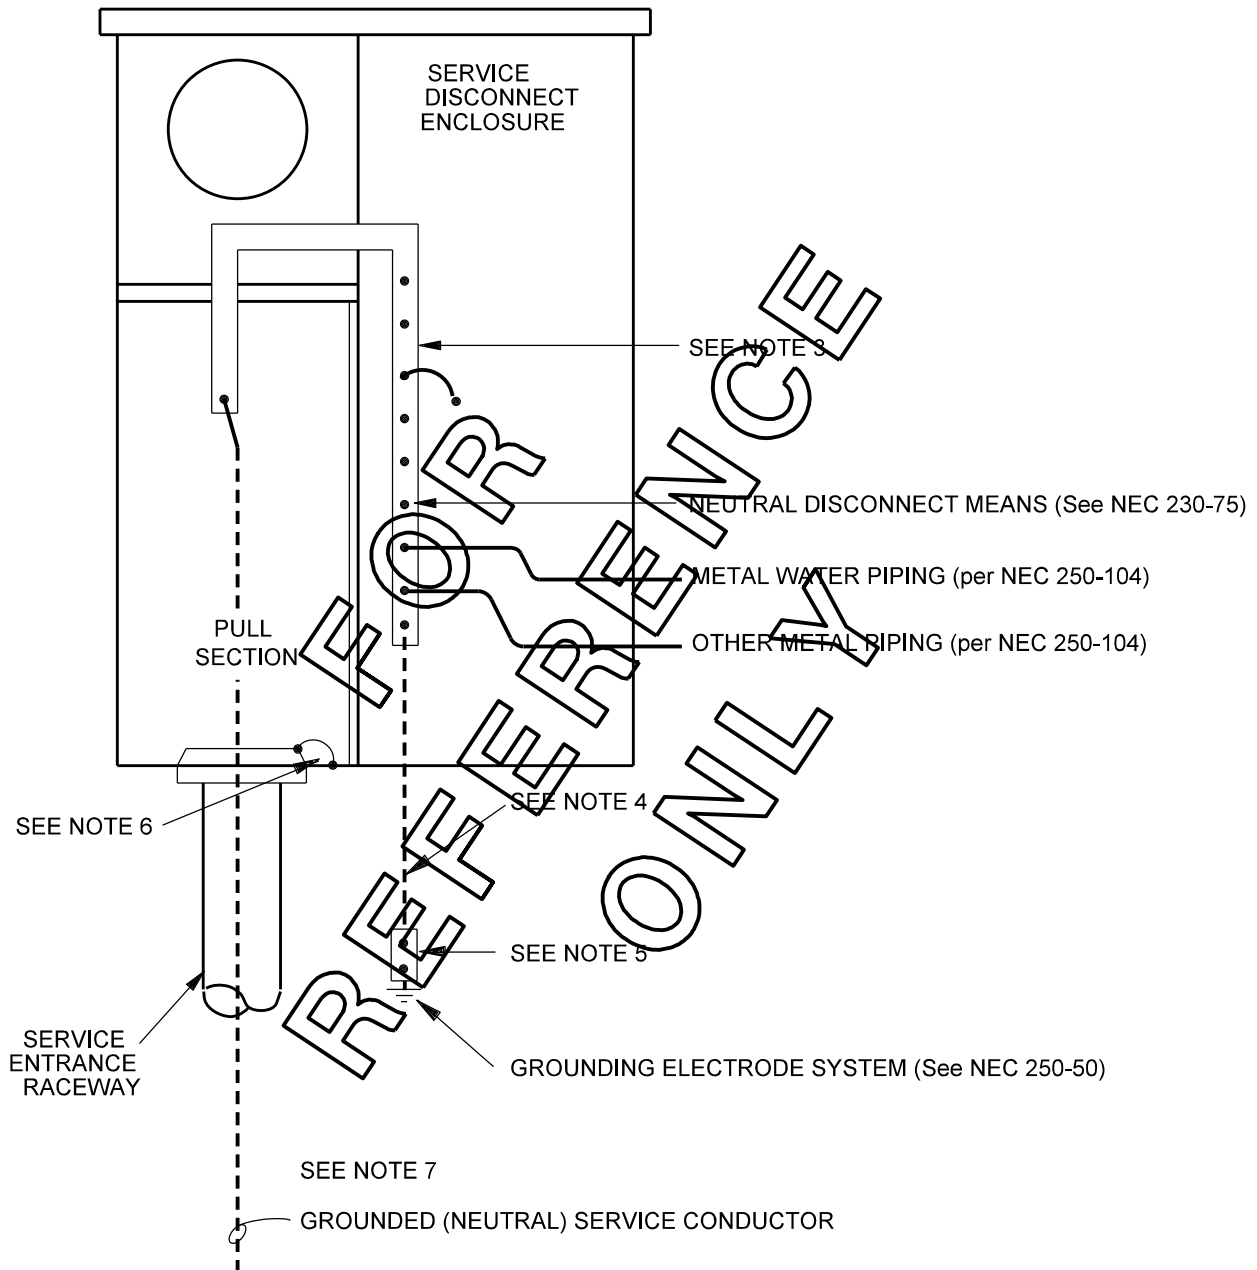 SERVICE
DISCONNECT
ENCLOSURE
SEE NOTE 3
NEUTRAL DISCONNECT MEANS (See NEC 230-75)
METAL WATER PIPING (per NEC 250-104)
PULL
SECTION
OTHER METAL PIPING (per NEC 250-104)
SEE NOTE 4
SEE NOTE 6
SEE NOTE 5
SERVICE
ENTRANCE
RACEWAY
GROUNDING ELECTRODE SYSTEM (See NEC 250-50)
SEE NOTE 7
GROUNDED (NEUTRAL) SERVICE CONDUCTOR
FOR
REFERENCE
ONLY